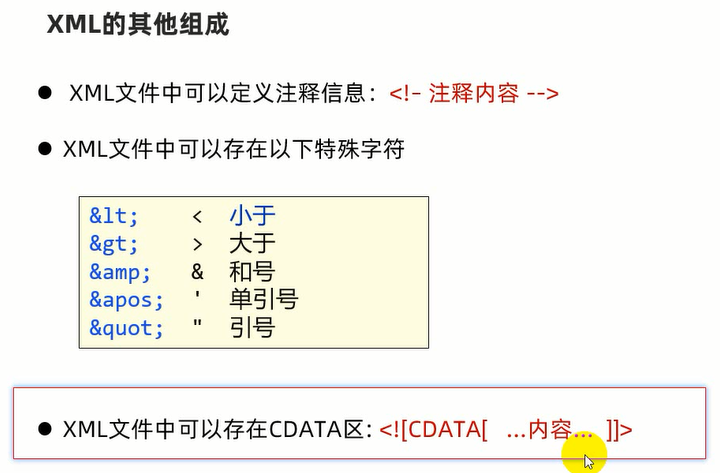 XML的其他组成
● XML文件中可以定义注释信息：<!– 注释内容 -->
● XML文件中可以存在以下特殊字符
&lt; < 小于
&gt; > 大于
&amp; & 和号
&apos; ' 单引号
&quot; " 引号
● XML文件中可以存在CDATA区: <![CDATA[ …内容… ]]>